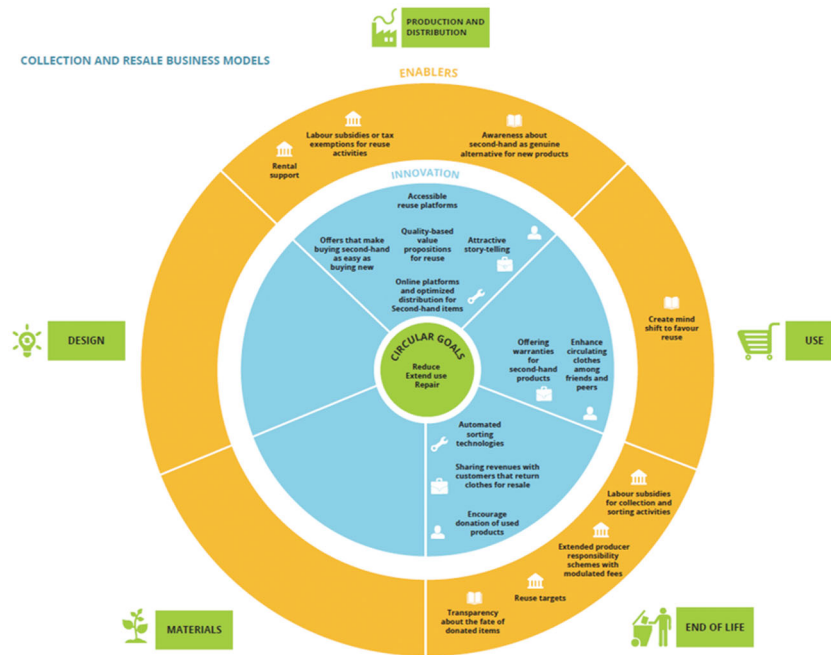 PRODUCTION AND
DISTRIBUTION
COLLECTION AND RESALE BUSINESS MODELS
ENABLERS
Labour subsidies or tax
exemptions for reuse
activities
Rental
support
Awareness about
second-hand as genuine
alternative for new products
INNOVATION
Accessible
reuse platforms
Offers that make
buying second-hand
as easy as
buying new
Quality-based
value
propositions
for reuse
Attractive
story-telling
Online platforms
and optimized
distribution for
Second-hand items
Create mind
shift to favour
reuse
DESIGN
USE
CIRCULAR GOALS
Reduce
Extend use
Repair
Offering
warranties
for
second-hand
products
Enhance
circulating
clothes
among
friends and
peers
Automated
sorting
technologies
Sharing revenues with
customers that return
clothes for resale
Encourage
donation of used
products
Labour subsidies
for collection and
sorting activities
Extended producer
responsibility
schemes with
modulated fees
Reuse targets
Transparency
about the fate of
donated items
MATERIALS
END OF LIFE